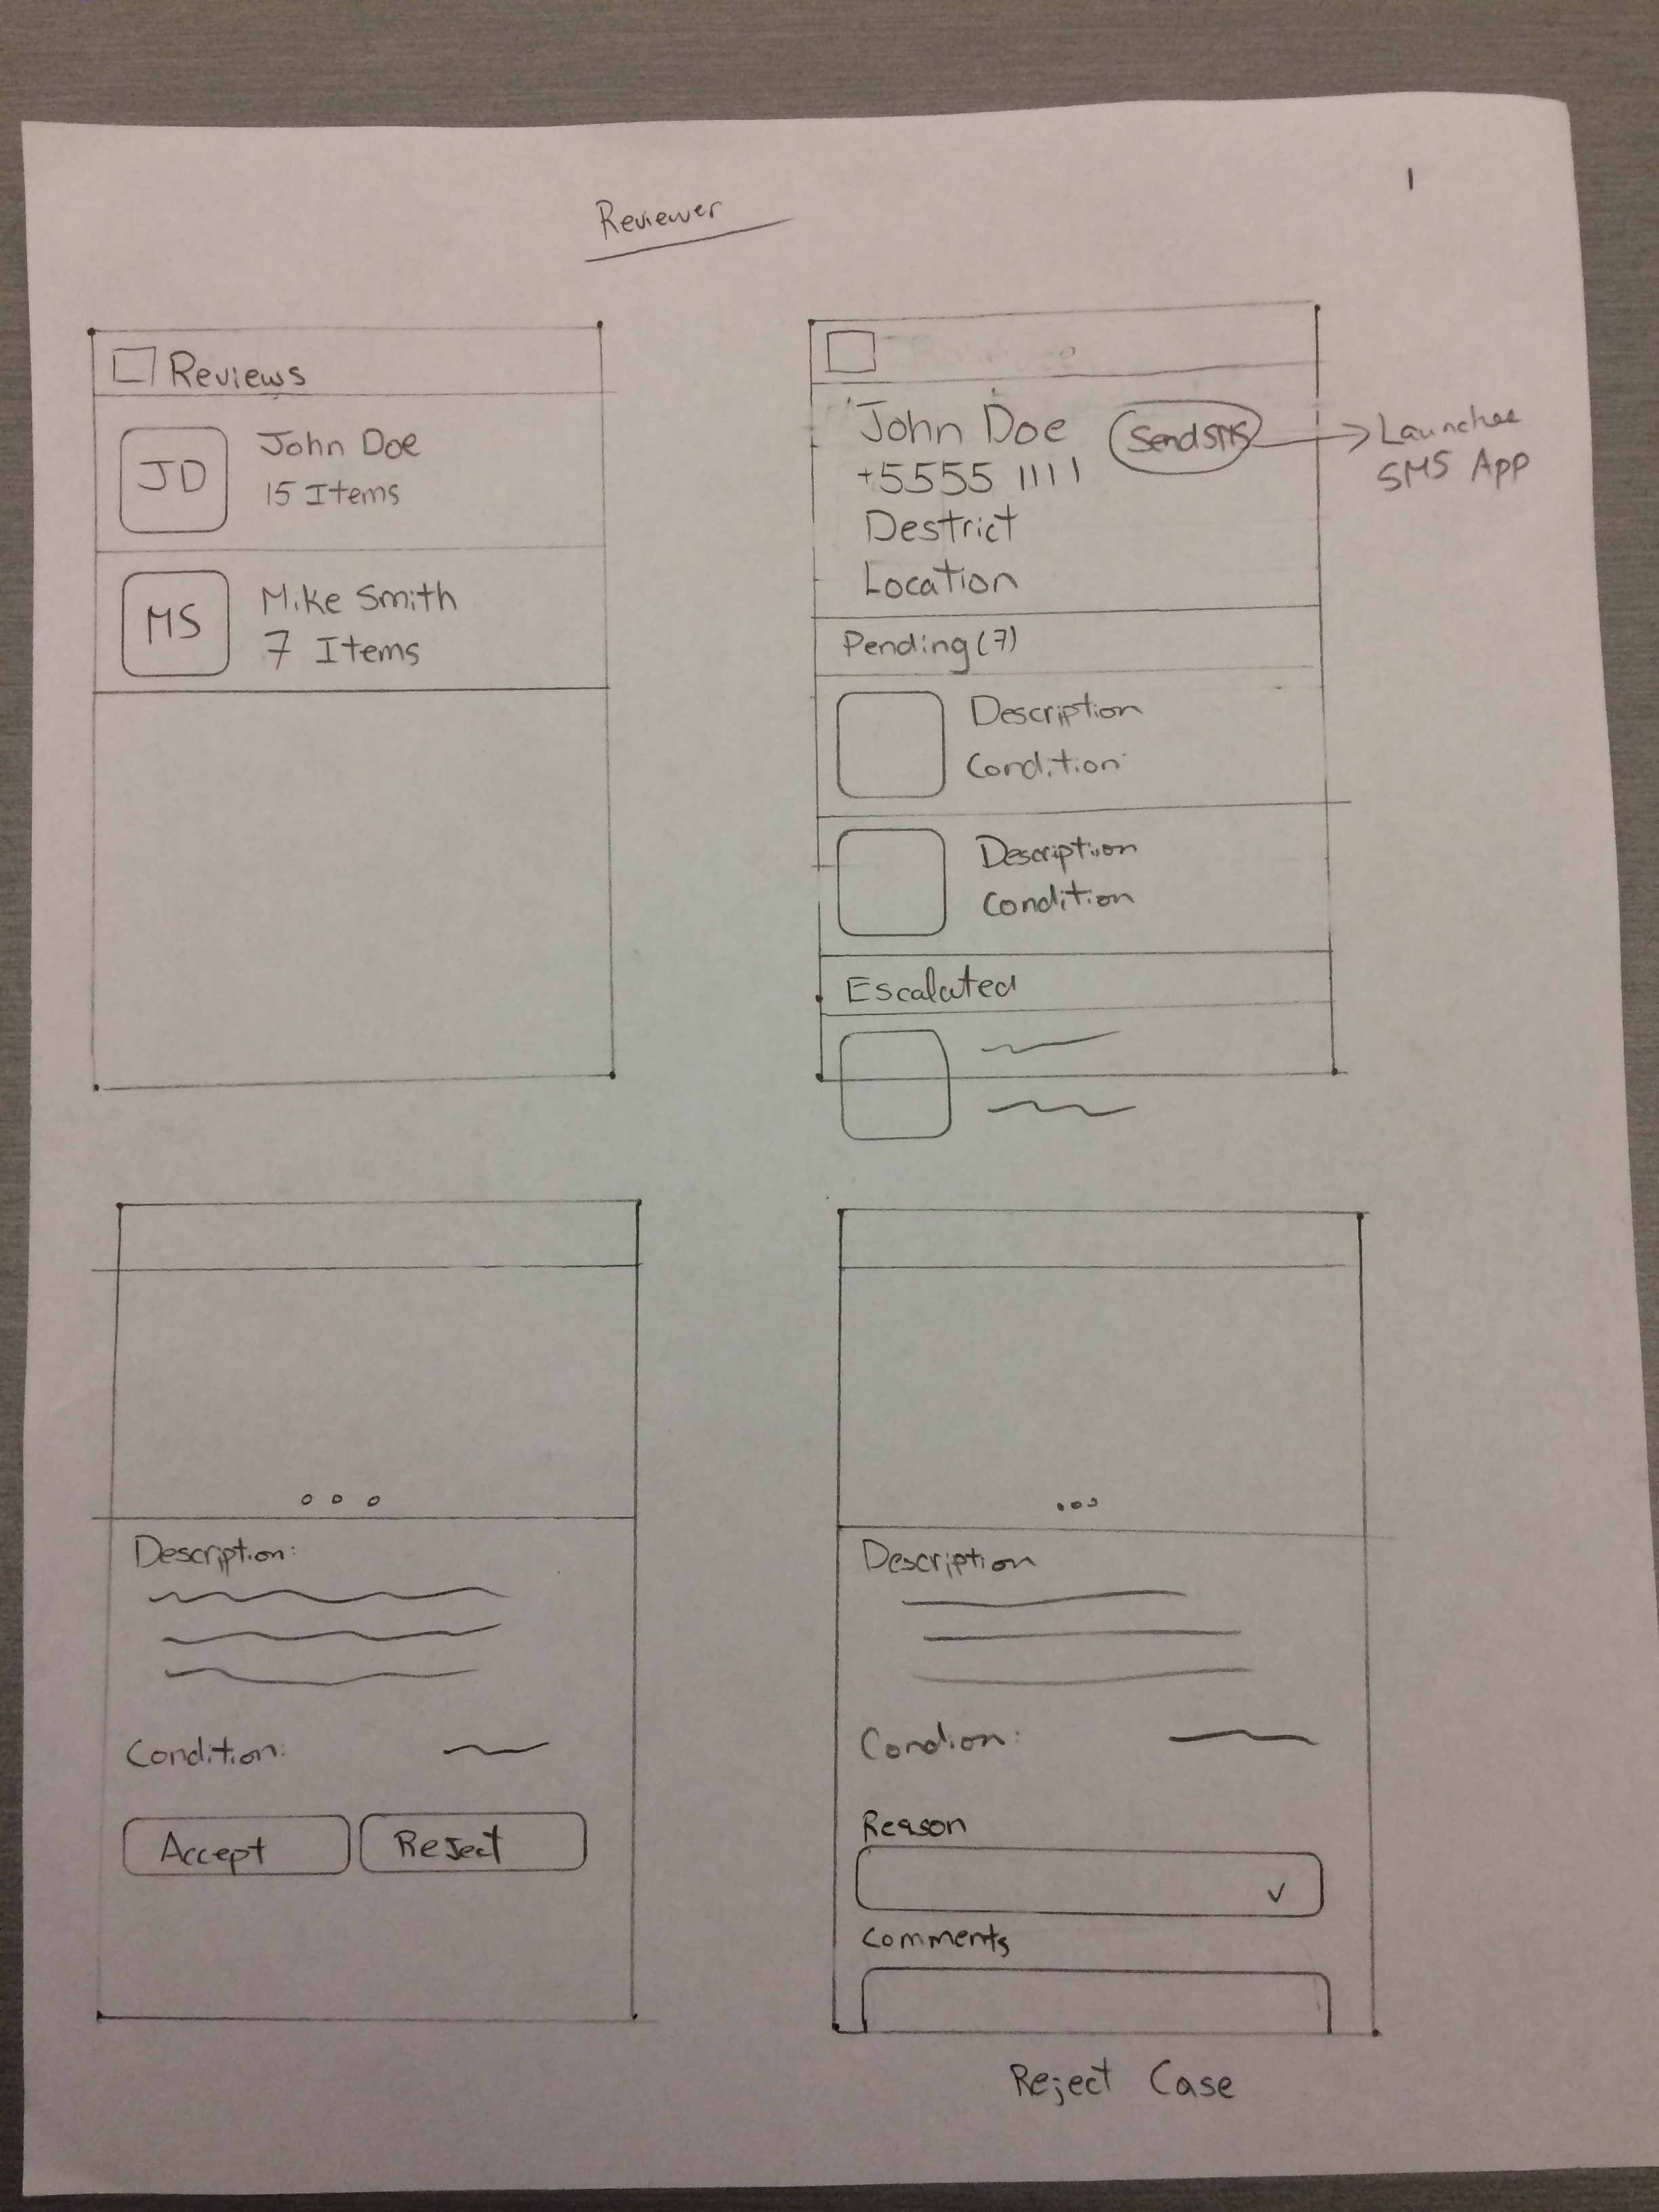 1
Reviewer
Reviews
JD
John Doe
15 Items
MS
Mike Smith
7 Items
John Doe
Send SMS
Launches
SMS App
+5555 1111
Destrict
Location
Pending (7)
Description
Condition
Description
Condition
Escalated
Description:
Condition:
Accept
Reject
Description
Condion:
Reason
Comments
Reject Case